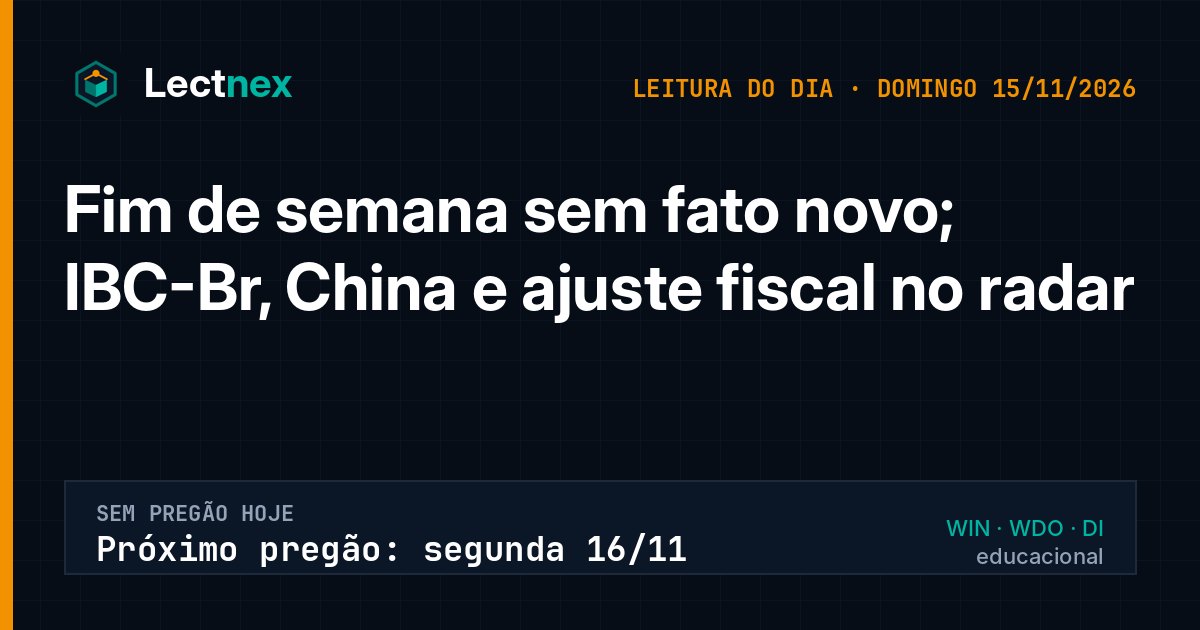 Lectnex
LEITURA DO DIA · DOMINGO 15/11/2026
Fim de semana sem fato novo;
IBC-Br, China e ajuste fiscal no radar
SEM PREGÃO HOJE
Próximo pregão: segunda 16/11
WIN · WDO · DI
educacional